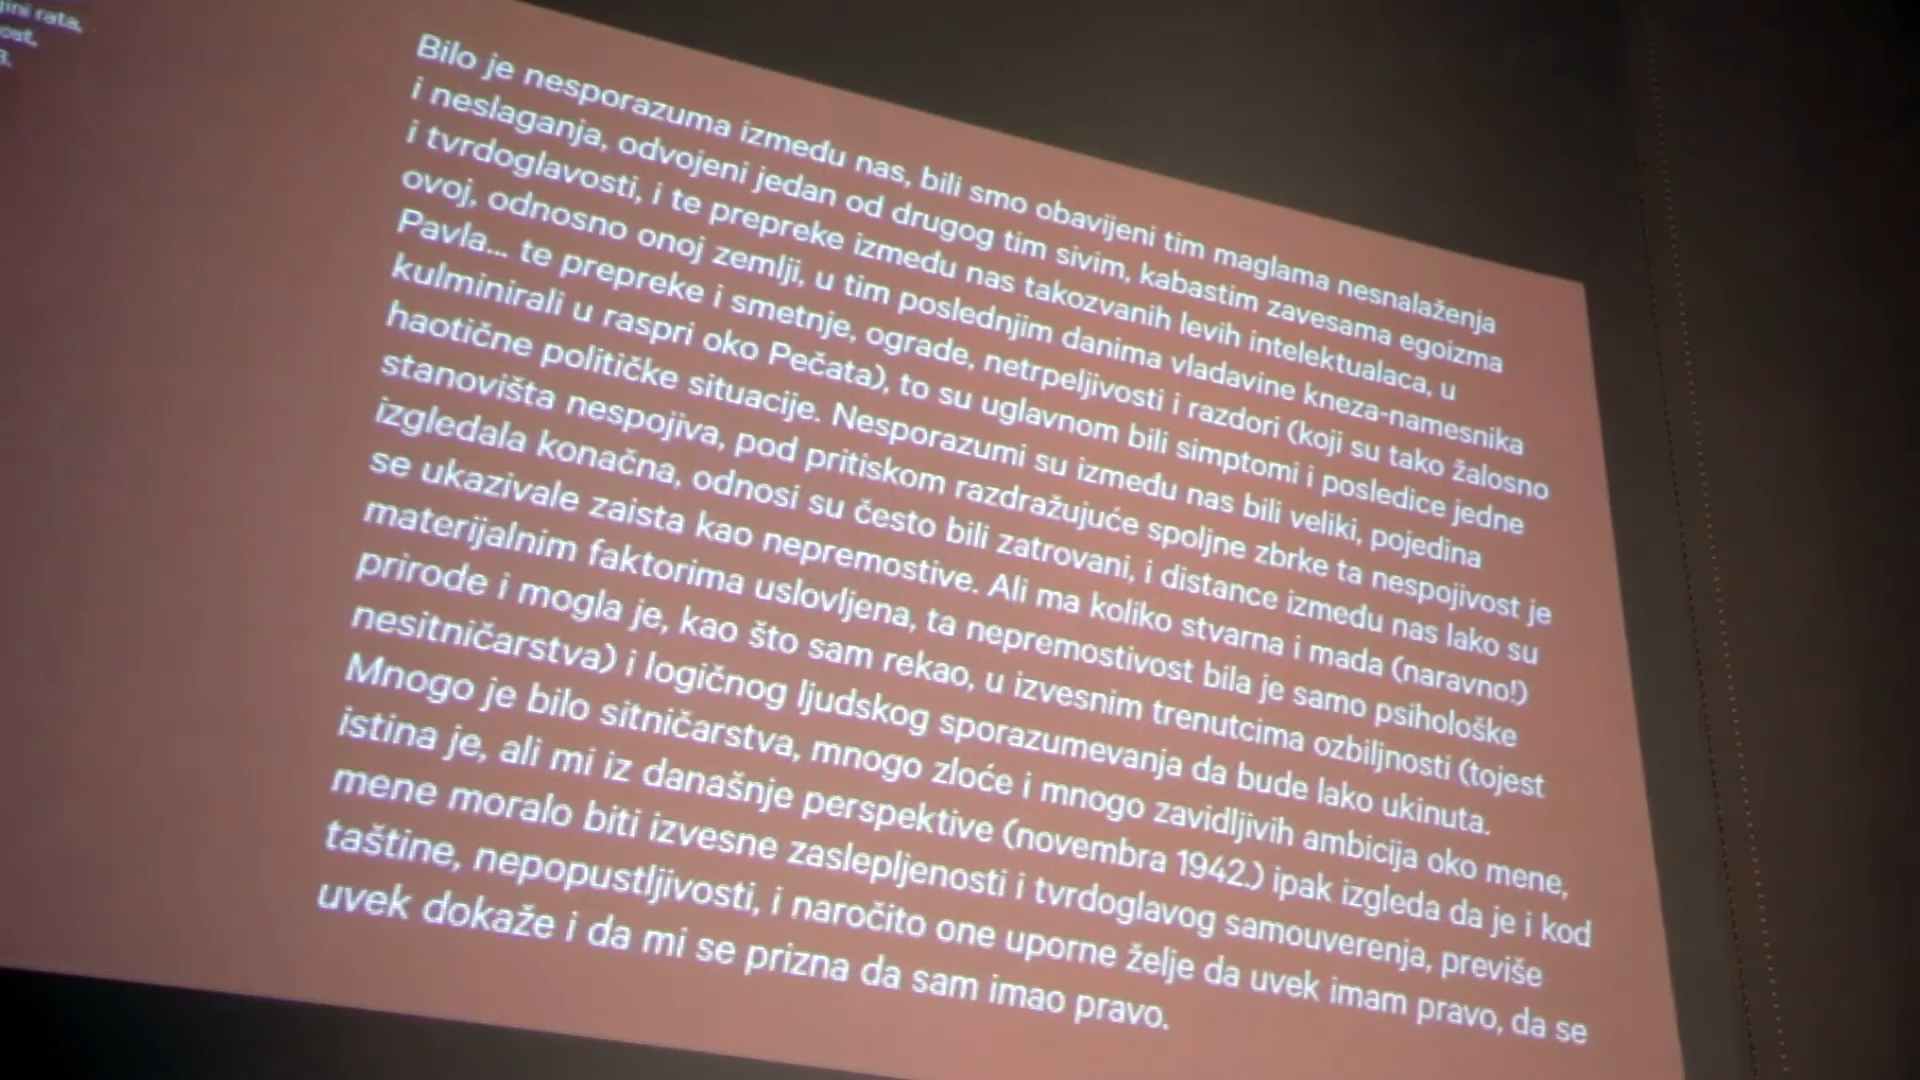 rata,
ost,
Bilo je nesporazuma između nas, bili smo obavijeni tim maglama nesnalaženja
i neslaganja, odvojeni jedan od drugog tim sivim, kabastim zavesama egoizma
i tvrdoglavosti, i te prepreke između nas takozvanih levih intelektualaca, u
ovoj, odnosno onoj zemlji, u tim poslednjim danima vladavine kneza-namesnika
Pavla... te prepreke i smetnje, ograde, netrpeljivosti i razdori (koji su tako žalosno
kulminirali u raspri oko Pečata), to su uglavnom bili simptomi i posledice jedne
haotične političke situacije. Nesporazumi su između nas bili veliki, pojedina
stanovišta nespojiva, pod pritiskom razdražujuće spoljne zbrke ta nespojivost je
izgledala konačna, odnosi su često bili zatrovani, i distance između nas lako su
se ukazivale zaista kao nepremostive. Ali ma koliko stvarna i mada (naravno!)
materijalnim faktorima uslovljena, ta nepremostivost bila je samo psihološke
prirode i mogla je, kao što sam rekao, u izvesnim trenutcima ozbiljnosti (tojest
nesitničarstva) i logičnog ljudskog sporazumevanja da bude lako ukinuta.
Mnogo je bilo sitničarstva, mnogo zloće i mnogo zavidljivih ambicija oko mene,
istina je, ali mi iz današnje perspektive (novembra 1942.) ipak izgleda da je i kod
mene moralo biti izvesne zaslepljenosti i tvrdoglavog samouverenja, previše
taštine, nepopustljivosti, i naročito one uporne želje da uvek imam pravo, da se
uvek dokaže i da mi se prizna da sam imao pravo.